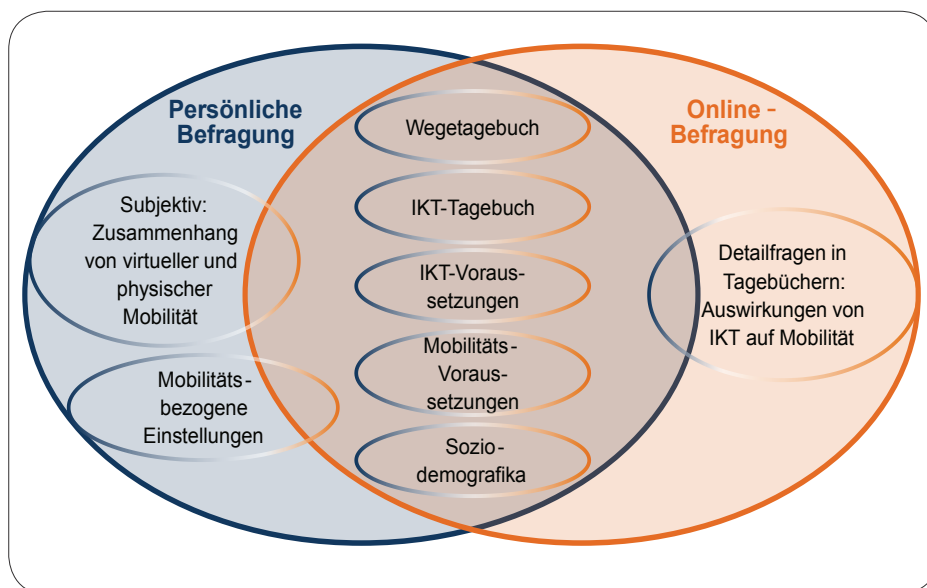 Persönliche
Befragung
Subjektiv:
Zusammenhang
von virtueller und
physischer
Mobilität
Mobilitäts-
bezogene
Einstellungen
Wegetagebuch
IKT-Tagebuch
IKT-Voraus-
setzungen
Mobilitäts-
Voraus-
setzungen
Sozio-
demografika
Online -
Befragung
Detailfragen in
Tagebüchern:
Auswirkungen von
IKT auf Mobilität